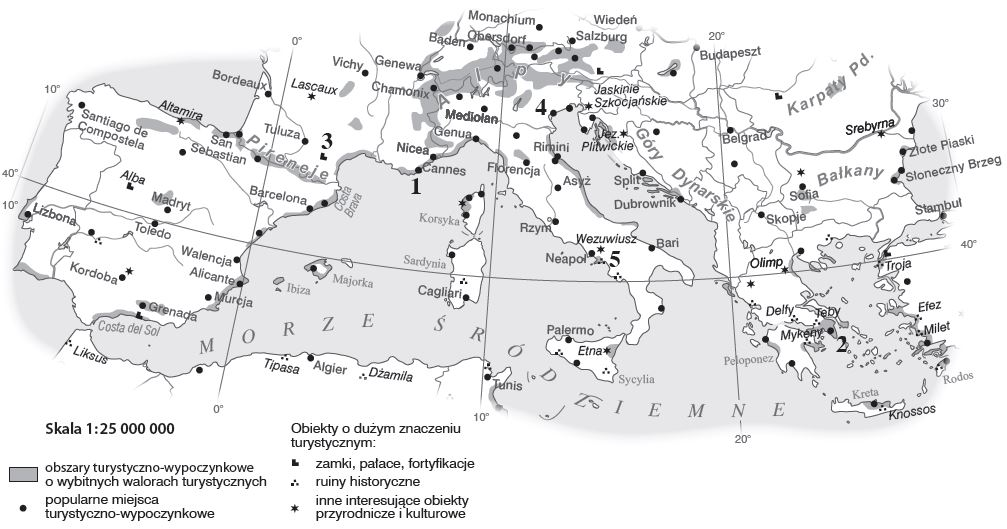 Monachium
Wiedeń
Baden
Obersdorf
Salzburg
20°
Budapeszt
0°
Vichy
Genewa
Bordeaux
Lascaux
Chamonix
A l p y
Jaskinie
Szkocjańskie
Karpaty Pd.
10°
30°
Altamira
Mediolan
4
Santiago de
Compostela
San
Sebastian
Tuluza
3
Genua
Jez.
Plitwickie
Belgrad
Srebyrna
Pireneje
Nicea
Rimini
Góry
Dynarskie
Złote Piaski
Słoneczny Brzeg
Cannes
1
Florencja
Asyż
Split
Bałkany
Sofia
40°
Alba
Barcelona
Costa
Brava
Dubrownik
Skopje
Stambuł
10°
Madryt
Korsyka
Lizbona
Toledo
Rzym
Wezuwiusz
Bari
40°
Walencja
Sardynia
Neapol
5
Olimp
Troja
Kordoba
Alicante
Ibiza
Majorka
Murcja
Cagliari
Grenada
Delfy
Teby
Efez
Costa del Sol
Palermo
Mykeny
Milet
2
M O R Z E Ś R Ó D Z I E M N E
Liksus
Etna
Peloponez
Tipasa
Algier
Dżamila
Tunis
Sycylia
Kreta
Rodos
Knossos
0°
10°
20°
Skala 1:25 000 000
obszary turystyczno-wypoczynkowe
o wybitnych walorach turystycznych
popularne miejsca
turystyczno-wypoczynkowe
Obiekty o dużym znaczeniu
turystycznym:
zamki, pałace, fortyfikacje
ruiny historyczne
inne interesujące obiekty
przyrodnicze i kulturowe